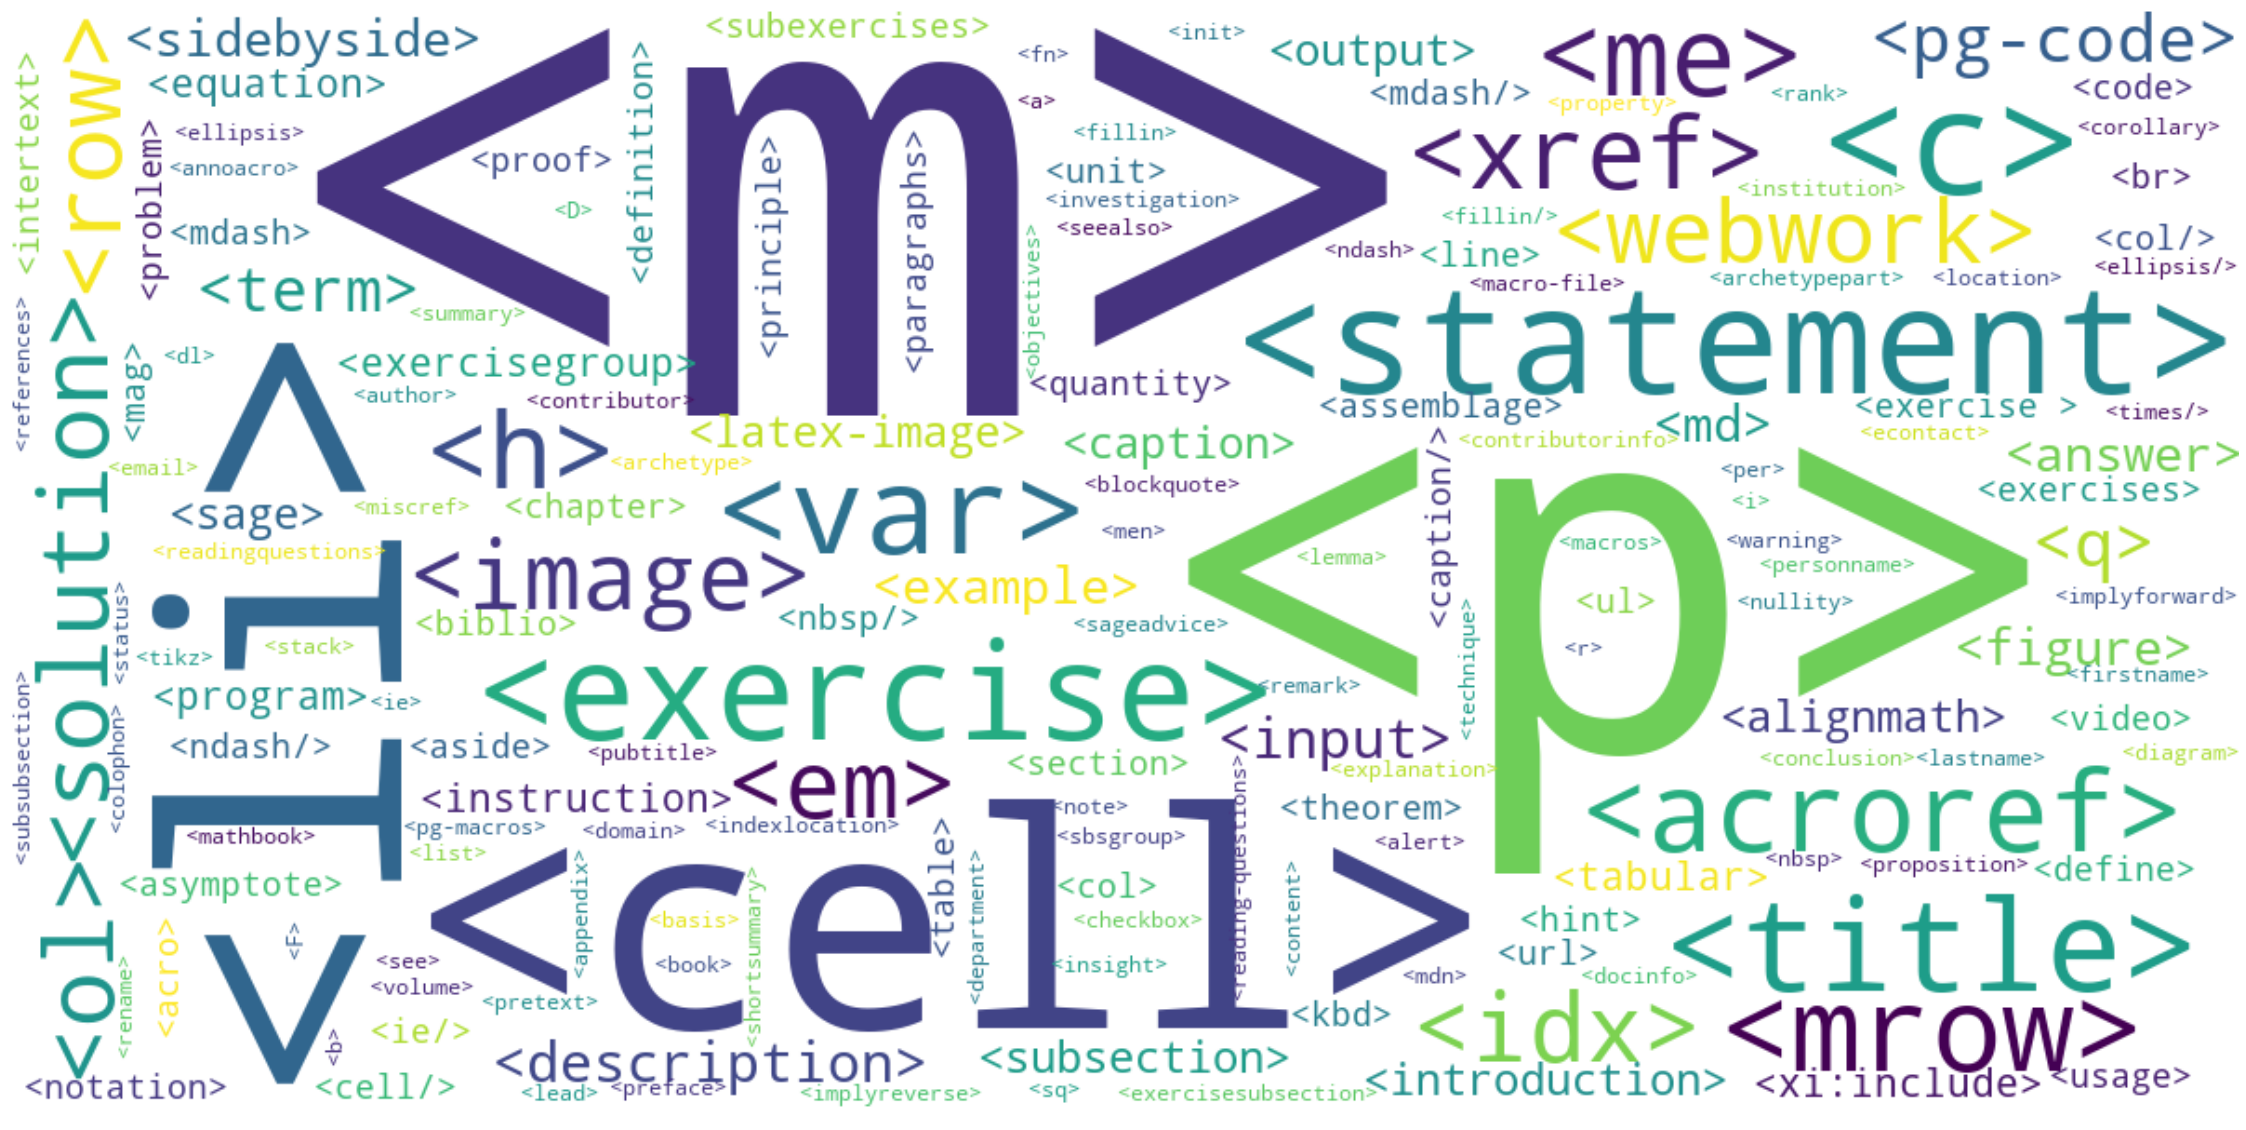 <subexercises>
<init>
<pg-code>
<sidebyside>
<fn>
<output>
<me>
<row>
<intertext>
<equation>
<definition>
<a>
<mdash/>
<property>
<rank>
<code>
<m>
<ellipsis>
<problem>
<proof>
<principle>
<paragraphs>
<fillin>
<xref>
<c>
<corollary>
<annoacro>
<unit>
<br>
<D>
<investigation>
<institution>
<mdash>
<seealso>
<fillin/>
<webwork>
<col/>
<objectives>
<ndash>
<line>
<ellipsis/>
<term>
<macro-file>
<archetypepart>
<location>
<summary>
<statement>
<references>
<solution>
<mag>
<dl>
<exercisegroup>
<author>
<contributor>
<quantity>
<assemblage>
<exercise >
<times/>
<latex-image>
<caption>
<md>
<contributorinfo>
<econtact>
<h>
<answer>
<email>
<archetype>
<caption/>
<per>
<blockquote>
<exercises>
<li>
<sage>
<miscref>
<chapter>
<var>
<i>
<men>
<p>
<q>
<readingquestions>
<lemma>
<macros>
<warning>
<personname>
<image>
<example>
<ul>
<nullity>
<implyforward>
<status>
<biblio>
<nbsp/>
<sageadvice>
<technique>
<tikz>
<stack>
<r>
<figure>
<firstname>
<exercise>
<remark>
<subsubsection>
<program>
<ie>
<alignmath>
<video>
<colophon>
<ndash/>
<aside>
<pubtitle>
<input>
<section>
<explanation>
<conclusion>
<lastname>
<diagram>
<instruction>
<em>
<note>
<reading-questions>
<theorem>
<acroref>
<mathbook>
<pg-macros>
<domain>
<indexlocation>
<sbsgroup>
<alert>
<list>
<nbsp>
<proposition>
<define>
<asymptote>
<appendix>
<cell>
<table>
<col>
<tabular>
<ol>
<acro>
<F>
<basis>
<shortsummary>
<department>
<checkbox>
<content>
<hint>
<title>
<see>
<book>
<insight>
<url>
<docinfo>
<mdn>
<rename>
<volume>
<pretext>
<kbd>
<idx>
<mrow>
<ie/>
<b>
<description>
<subsection>
<notation>
<cell/>
<lead>
<preface>
<implyreverse>
<sq>
<exercisesubsection>
<introduction>
<xi:include>
<usage>